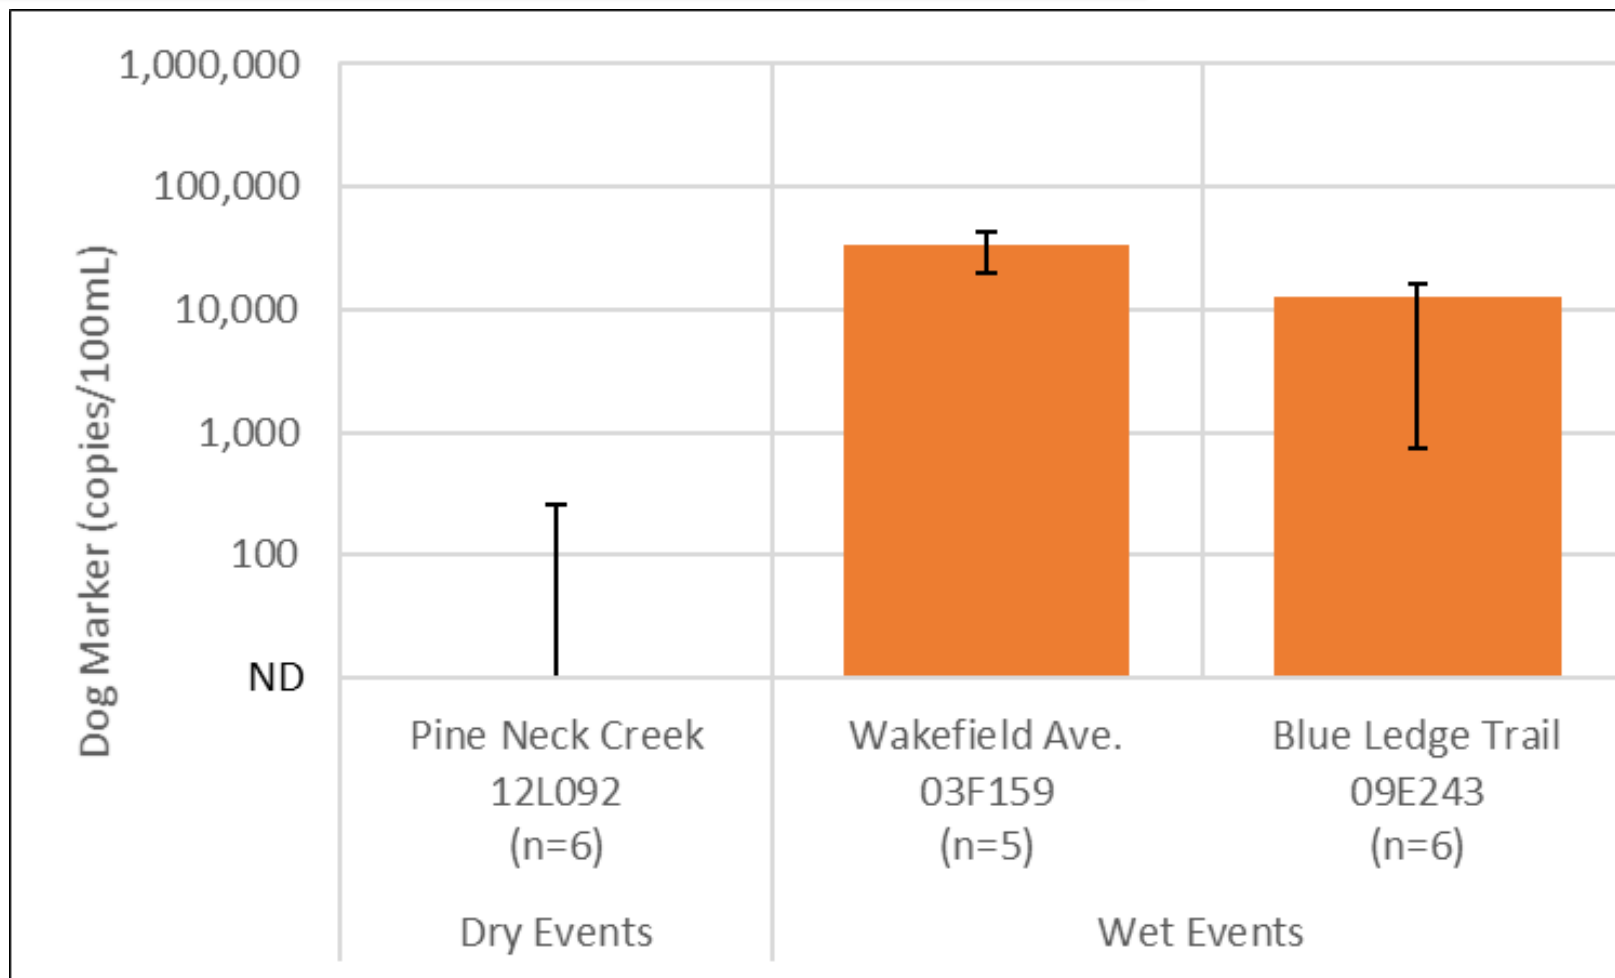 Dog Marker (copies/100mL)
1,000,000
100,000
10,000
1,000
100
ND
Pine Neck Creek
12L092
(n=6)
Wakefield Ave.
03F159
(n=5)
Blue Ledge Trail
09E243
(n=6)
Dry Events
Wet Events